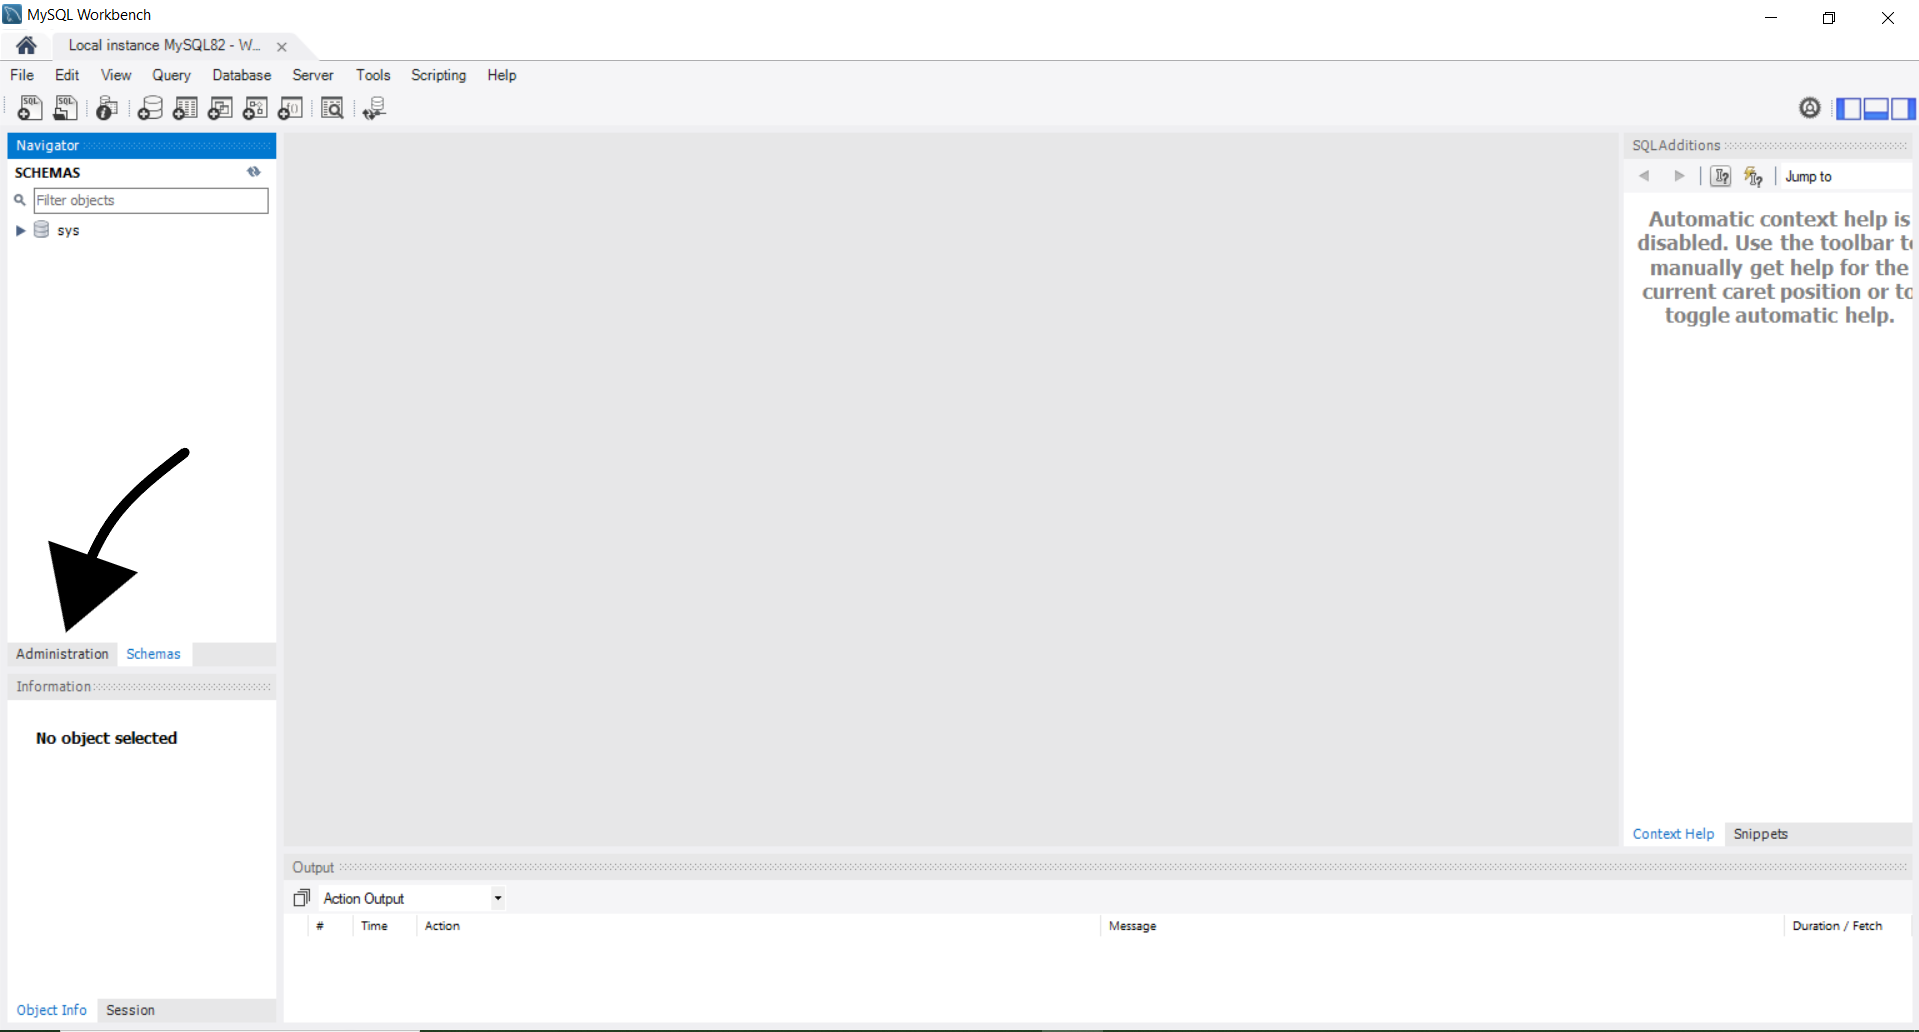 MySQL Workbench
Local instance MySQL82 - W...
File Edit View Query Database Server Tools Scripting Help
Navigator
SCHEMAS
Filter objects
sys
Administration Schemas
Information
No object selected
Object Info Session
SQLAdditions
Jump to
Automatic context help is
disabled. Use the toolbar to
manually get help for the
current caret position or to
toggle automatic help.
Context Help Snippets
Output
Action Output
# Time Action Message Duration / Fetch